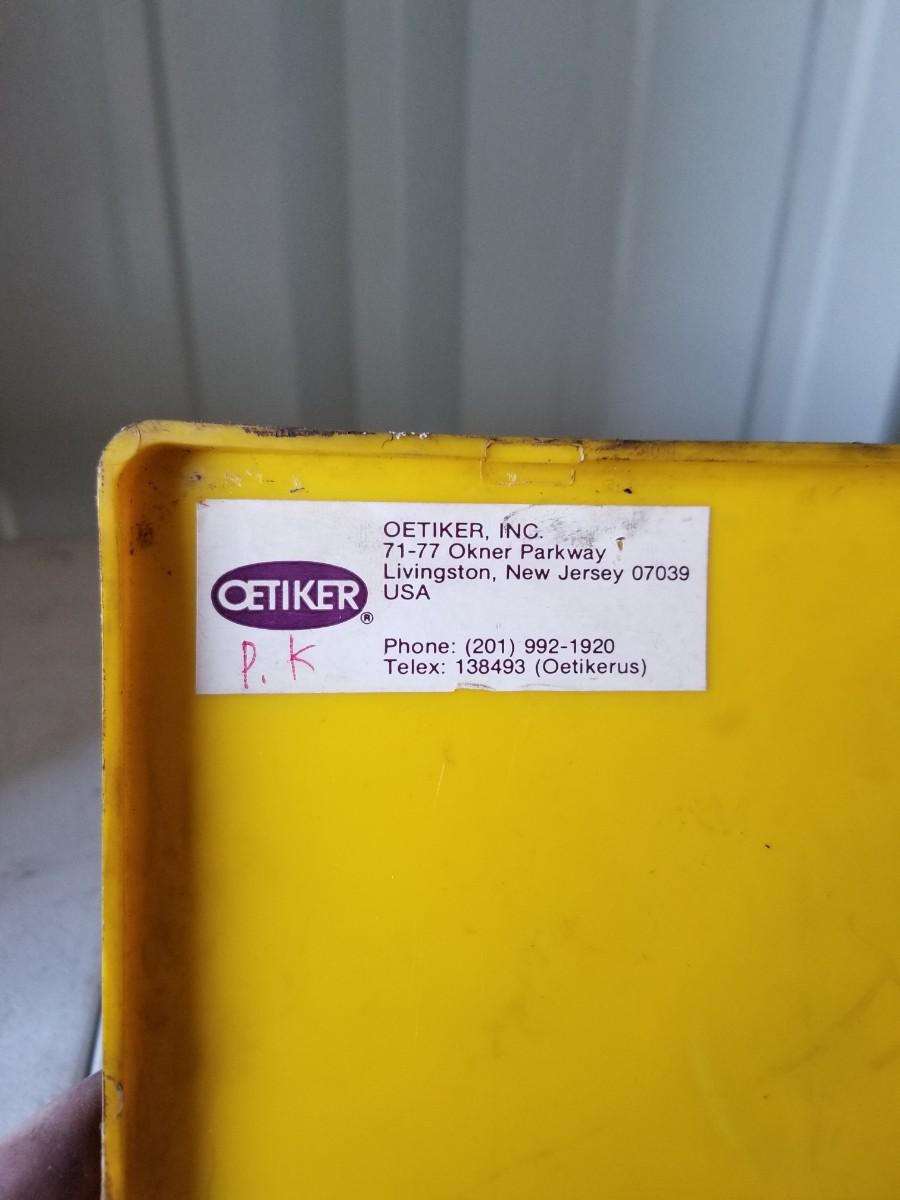 OETIKER, INC.
71-77 Okner Parkway
Livingston, New Jersey 07039
USA
OETIKER®
P. K
Phone: (201) 992-1920
Telex: 138493 (Oetikerus)